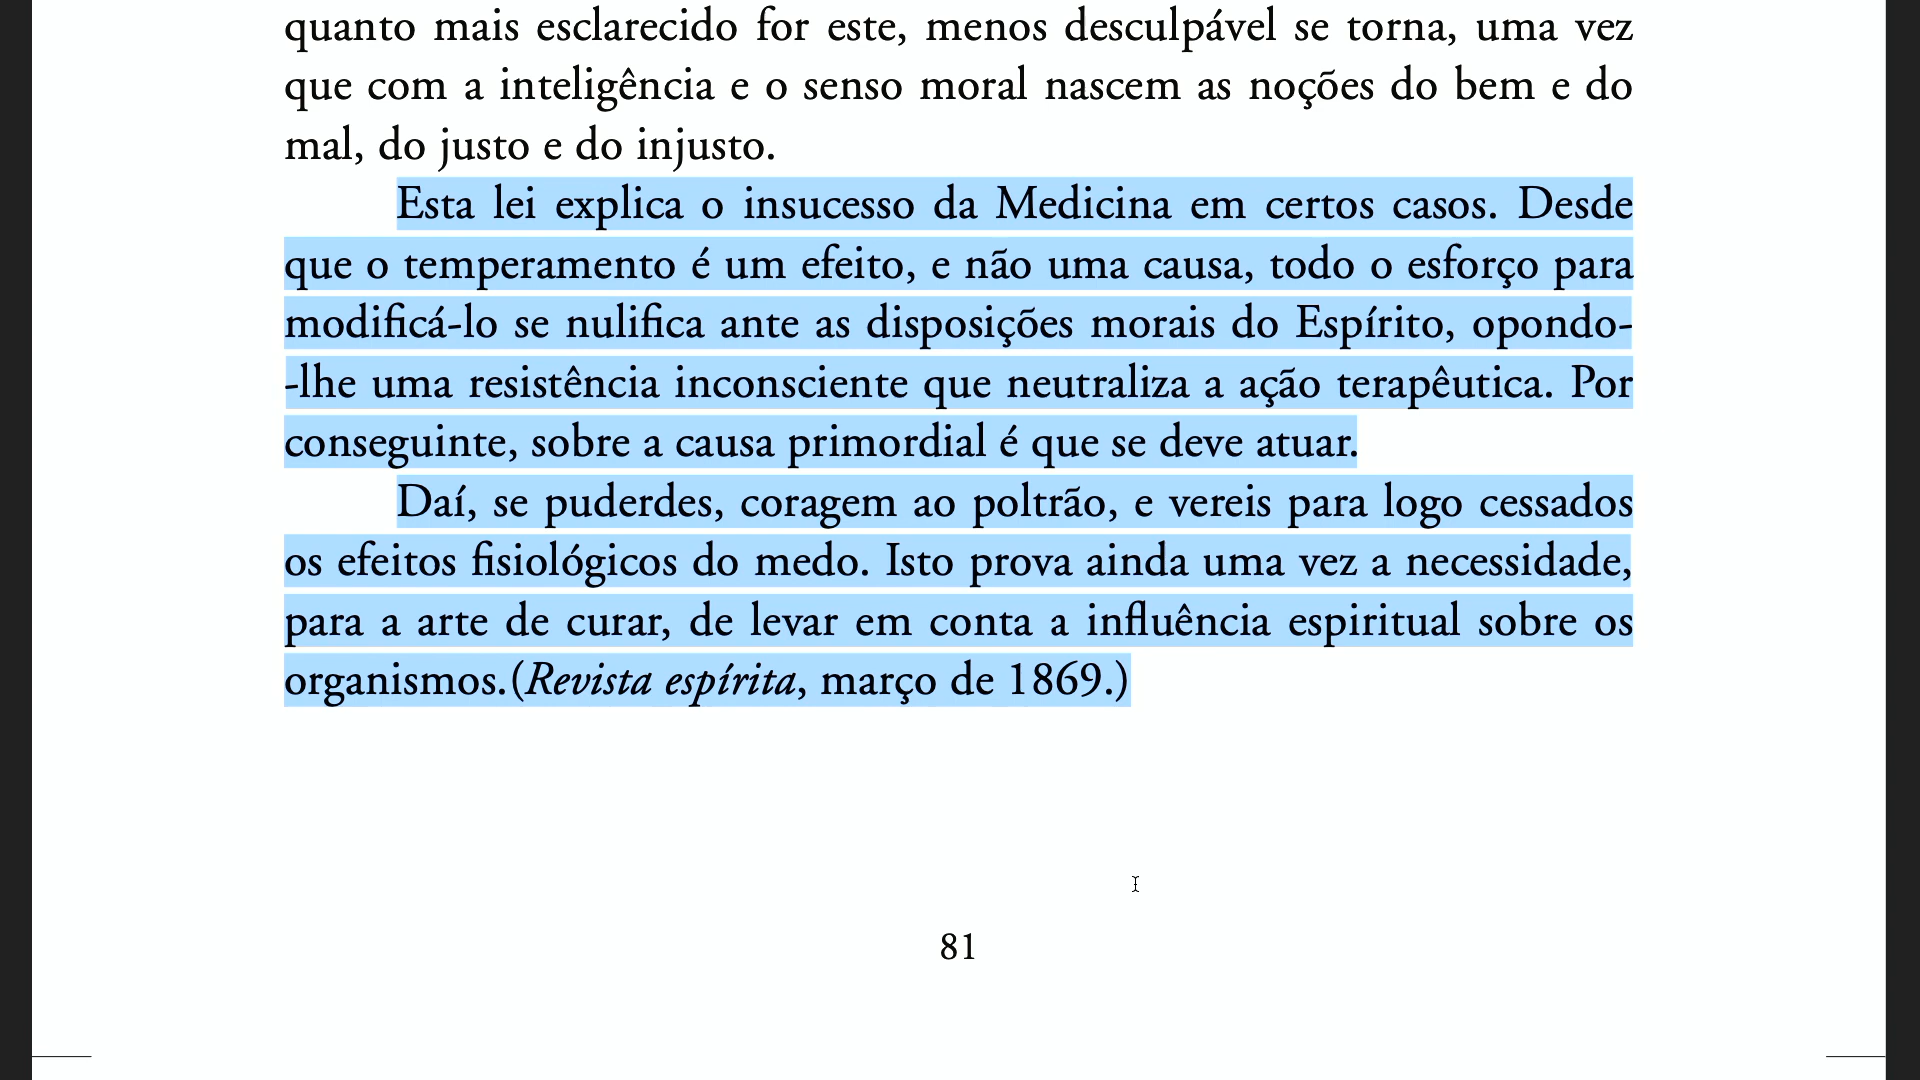 quanto mais esclarecido for este, menos desculpável se torna, uma vez
que com a inteligência e o senso moral nascem as noções do bem e do
mal, do justo e do injusto.
Esta lei explica o insucesso da Medicina em certos casos. Desde
que o temperamento é um efeito, e não uma causa, todo o esforço para
modificá-lo se nulifica ante as disposições morais do Espírito, opondo-
-lhe uma resistência inconsciente que neutraliza a ação terapêutica. Por
conseguinte, sobre a causa primordial é que se deve atuar.
Daí, se puderdes, coragem ao poltrão, e vereis para logo cessados
os efeitos fisiológicos do medo. Isto prova ainda uma vez a necessidade,
para a arte de curar, de levar em conta a influência espiritual sobre os
organismos.(Revista espírita, março de 1869.)
81